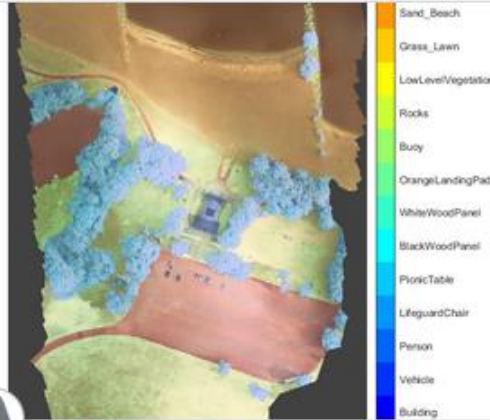 Sand_Beach
Grass_Lawn
LowLevelVegetation
Rocks
Buoy
OrangeLandingPad
WhiteWoodPanel
BlackWoodPanel
PicnicTable
LifeguardChair
Person
Vehicle
Building